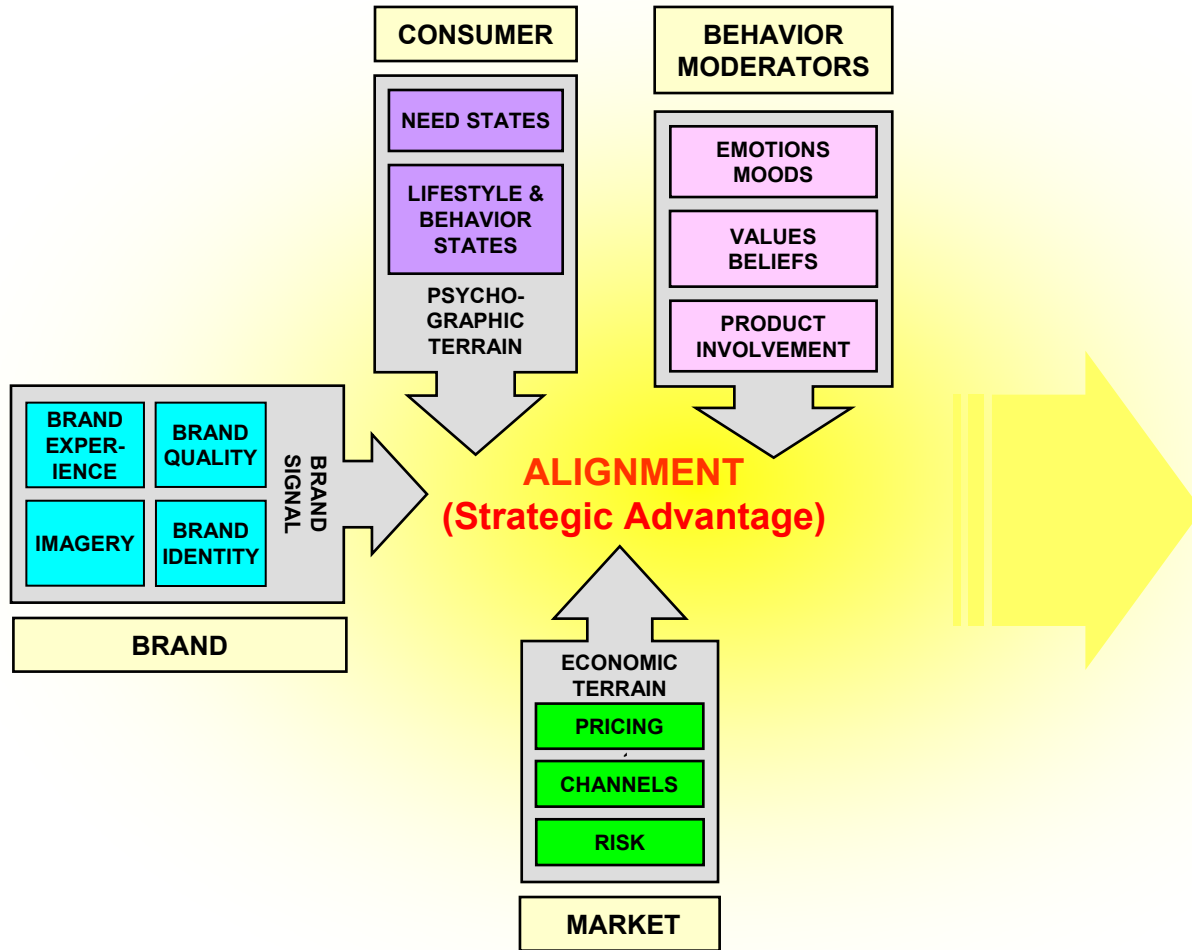 CONSUMER
NEED STATES
LIFESTYLE &
BEHAVIOR
STATES
PSYCHO-
GRAPHIC
TERRAIN
BEHAVIOR
MODERATORS
EMOTIONS
MOODS
VALUES
BELIEFS
PRODUCT
INVOLVEMENT
BRAND
EXPER-
IENCE
BRAND
QUALITY
IMAGERY
BRAND
IDENTITY
BRAND
SIGNAL
BRAND
ALIGNMENT
(Strategic Advantage)
ECONOMIC
TERRAIN
PRICING
CHANNELS
RISK
MARKET